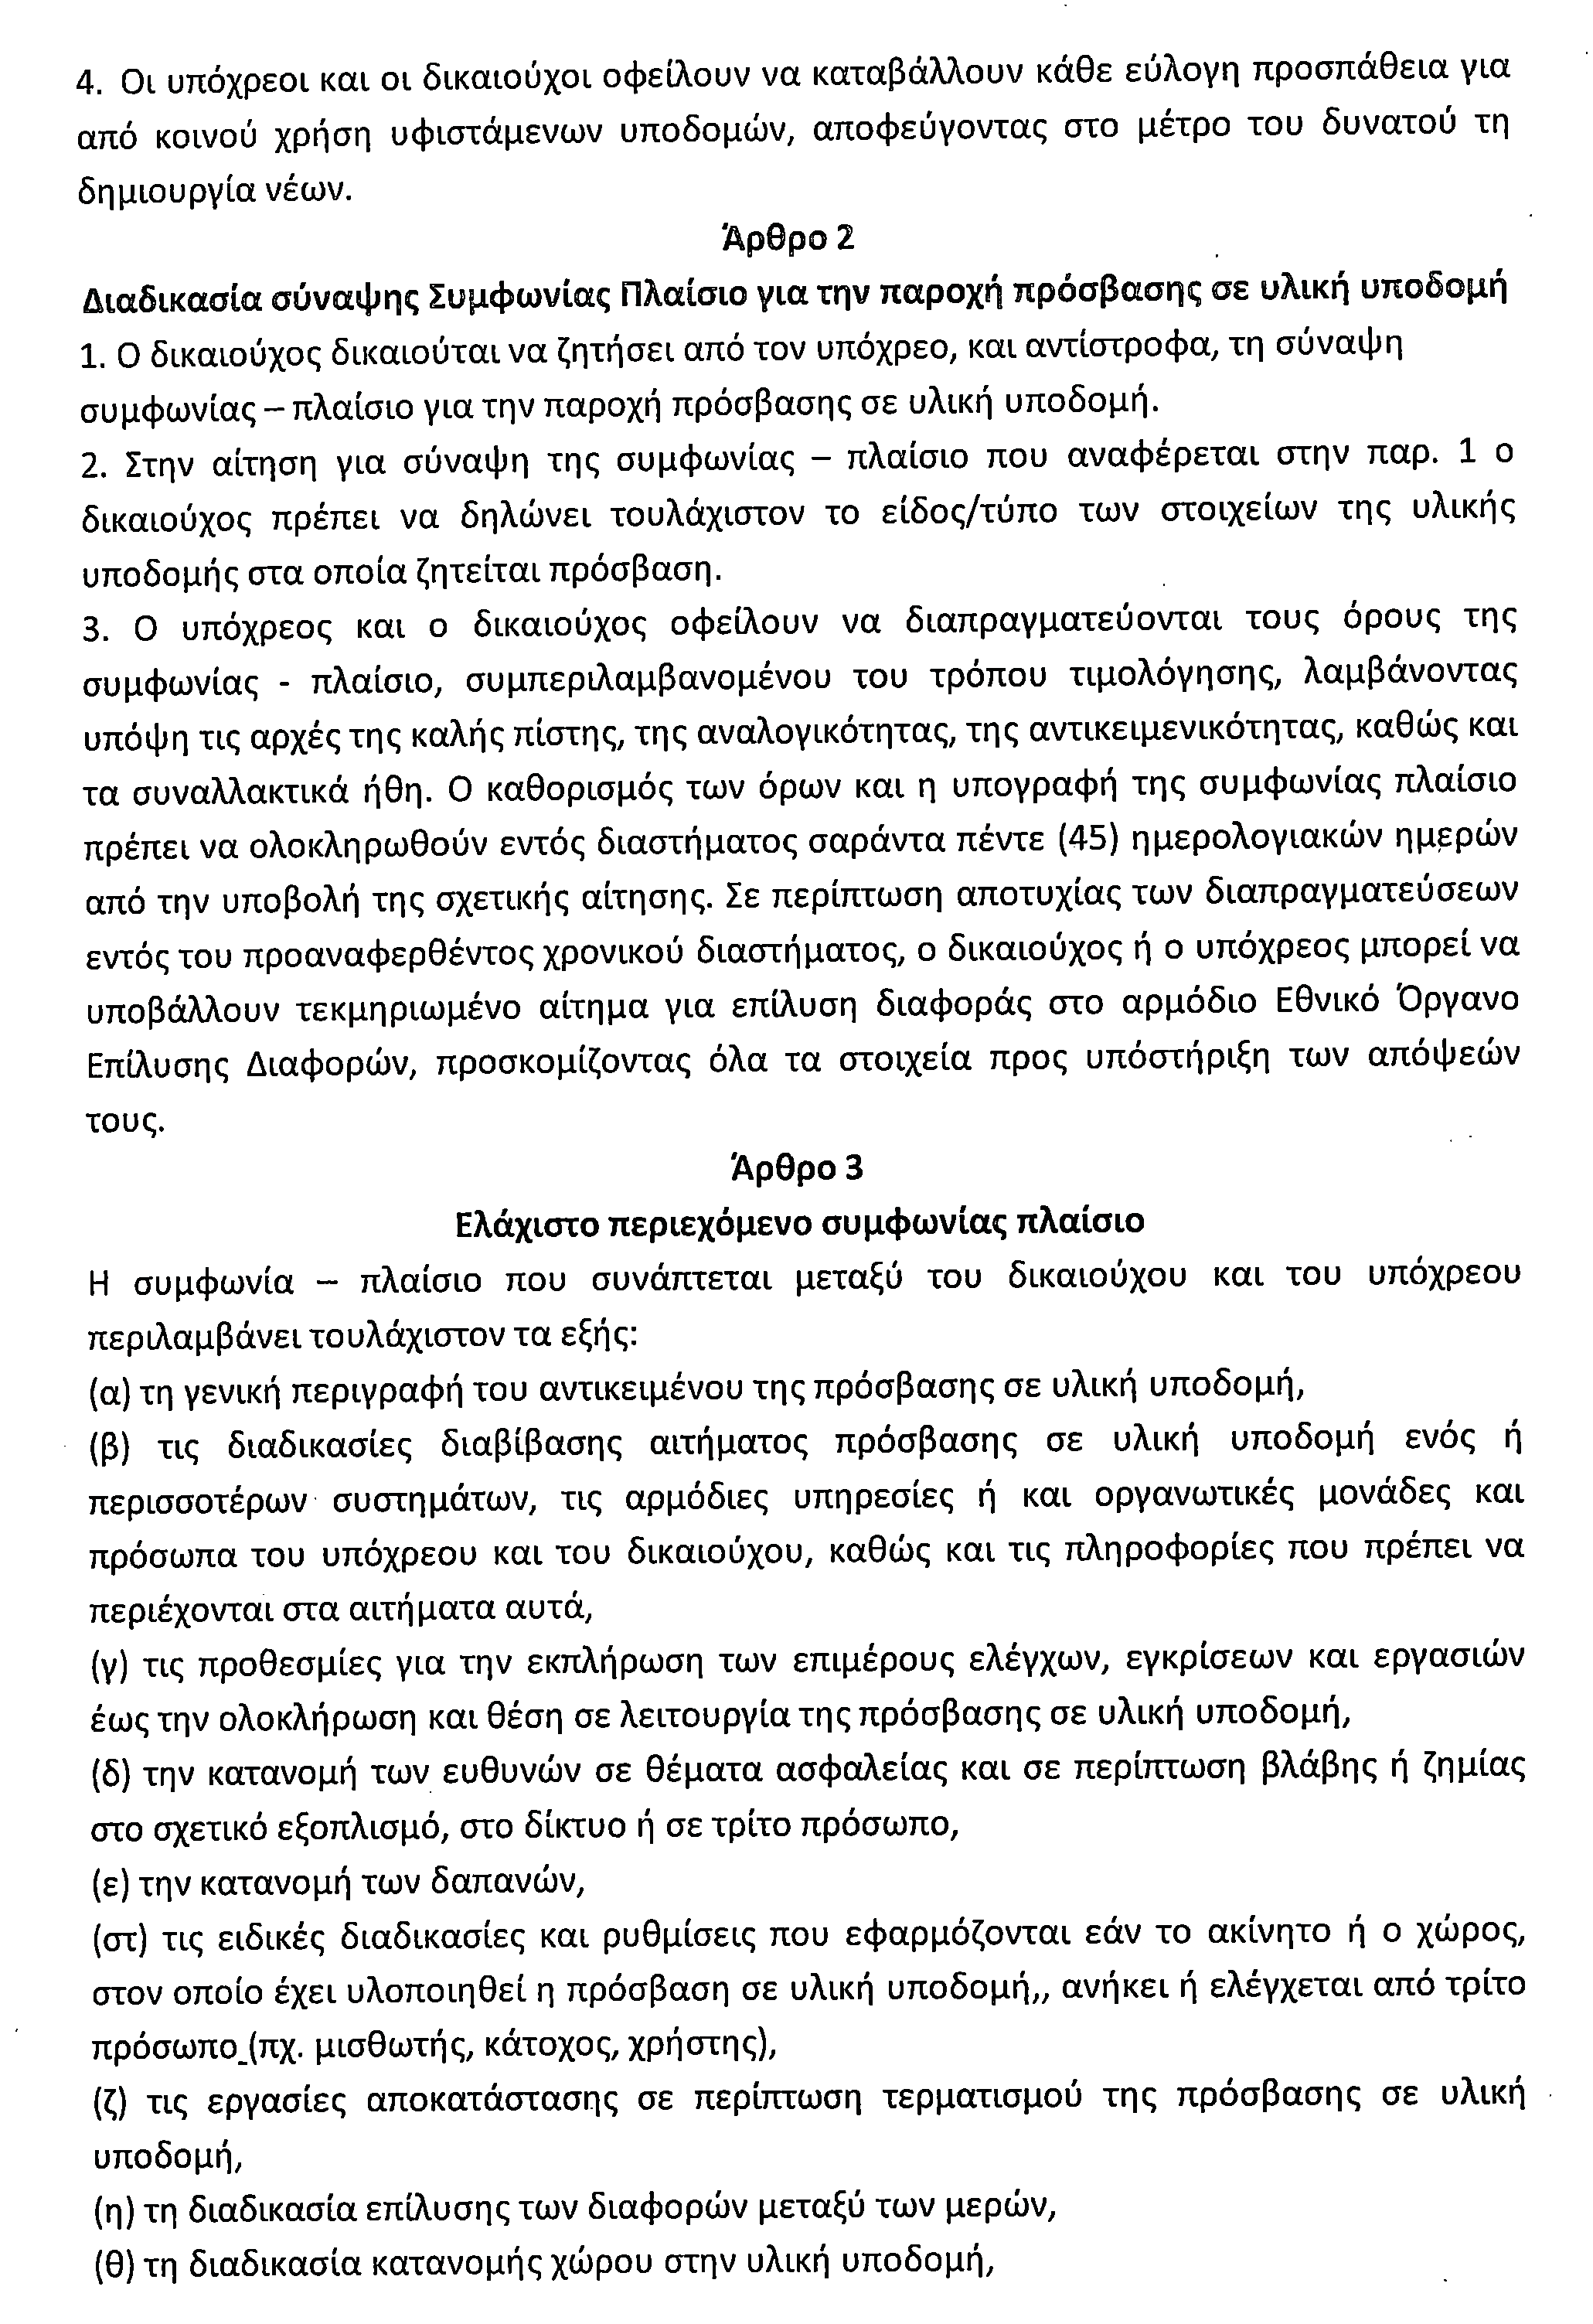 4. Οι υπόχρεοι και οι δικαιούχοι οφείλουν να καταβάλλουν κάθε εύλογη προσπάθεια για
από κοινού χρήση υφιστάμενων υποδομών, αποφεύγοντας στο μέτρο του δυνατού τη
δημιουργία νέων.
Άρθρο 2
Διαδικασία σύναψης Συμφωνίας Πλαίσιο για την παροχή πρόσβασης σε υλική υποδομή
1. Ο δικαιούχος δικαιούται να ζητήσει από τον υπόχρεο, και αντίστροφα, τη σύναψη
συμφωνίας – πλαίσιο για την παροχή πρόσβασης σε υλική υποδομή.
2. Στην αίτηση για σύναψη της συμφωνίας – πλαίσιο που αναφέρεται στην παρ. 1 ο
δικαιούχος πρέπει να δηλώνει τουλάχιστον το είδος/τύπο των στοιχείων της υλικής
υποδομής στα οποία ζητείται πρόσβαση.
3. Ο υπόχρεος και ο δικαιούχος οφείλουν να διαπραγματεύονται τους όρους της
συμφωνίας - πλαίσιο, συμπεριλαμβανομένου του τρόπου τιμολόγησης, λαμβάνοντας
υπόψη τις αρχές της καλής πίστης, της αναλογικότητας, της αντικειμενικότητας, καθώς και
τα συναλλακτικά ήθη. Ο καθορισμός των όρων και η υπογραφή της συμφωνίας πλαίσιο
πρέπει να ολοκληρωθούν εντός διαστήματος σαράντα πέντε (45) ημερολογιακών ημερών
από την υποβολή της σχετικής αίτησης. Σε περίπτωση αποτυχίας των διαπραγματεύσεων
εντός του προαναφερθέντος χρονικού διαστήματος, ο δικαιούχος ή ο υπόχρεος μπορεί να
υποβάλλουν τεκμηριωμένο αίτημα για επίλυση διαφοράς στο αρμόδιο Εθνικό Όργανο
Επίλυσης Διαφορών, προσκομίζοντας όλα τα στοιχεία προς υπόστήριξη των απόψεών
τους.
Άρθρο 3
Ελάχιστο περιεχόμενο συμφωνίας πλαίσιο
Η συμφωνία – πλαίσιο που συνάπτεται μεταξύ του δικαιούχου και του υπόχρεου
περιλαμβάνει τουλάχιστον τα εξής:
(α) τη γενική περιγραφή του αντικειμένου της πρόσβασης σε υλική υποδομή,
(β) τις διαδικασίες διαβίβασης αιτήματος πρόσβασης σε υλική υποδομή ενός ή
περισσοτέρων συστημάτων, τις αρμόδιες υπηρεσίες ή και οργανωτικές μονάδες και
πρόσωπα του υπόχρεου και του δικαιούχου, καθώς και τις πληροφορίες που πρέπει να
περιέχονται στα αιτήματα αυτά,
(γ) τις προθεσμίες για την εκπλήρωση των επιμέρους ελέγχων, εγκρίσεων και εργασιών
έως την ολοκλήρωση και θέση σε λειτουργία της πρόσβασης σε υλική υποδομή,
(δ) την κατανομή των ευθυνών σε θέματα ασφαλείας και σε περίπτωση βλάβης ή ζημίας
στο σχετικό εξοπλισμό, στο δίκτυο ή σε τρίτο πρόσωπο,
(ε) την κατανομή των δαπανών,
(στ) τις ειδικές διαδικασίες και ρυθμίσεις που εφαρμόζονται εάν το ακίνητο ή ο χώρος,
στον οποίο έχει υλοποιηθεί η πρόσβαση σε υλική υποδομή,, ανήκει ή ελέγχεται από τρίτο
πρόσωπο_(πχ. μισθωτής, κάτοχος, χρήστης),
(ζ) τις εργασίες αποκατάστασης σε περίπτωση τερματισμού της πρόσβασης σε υλική
υποδομή,
(η) τη διαδικασία επίλυσης των διαφορών μεταξύ των μερών,
(θ) τη διαδικασία κατανομής χώρου στην υλική υποδομή,